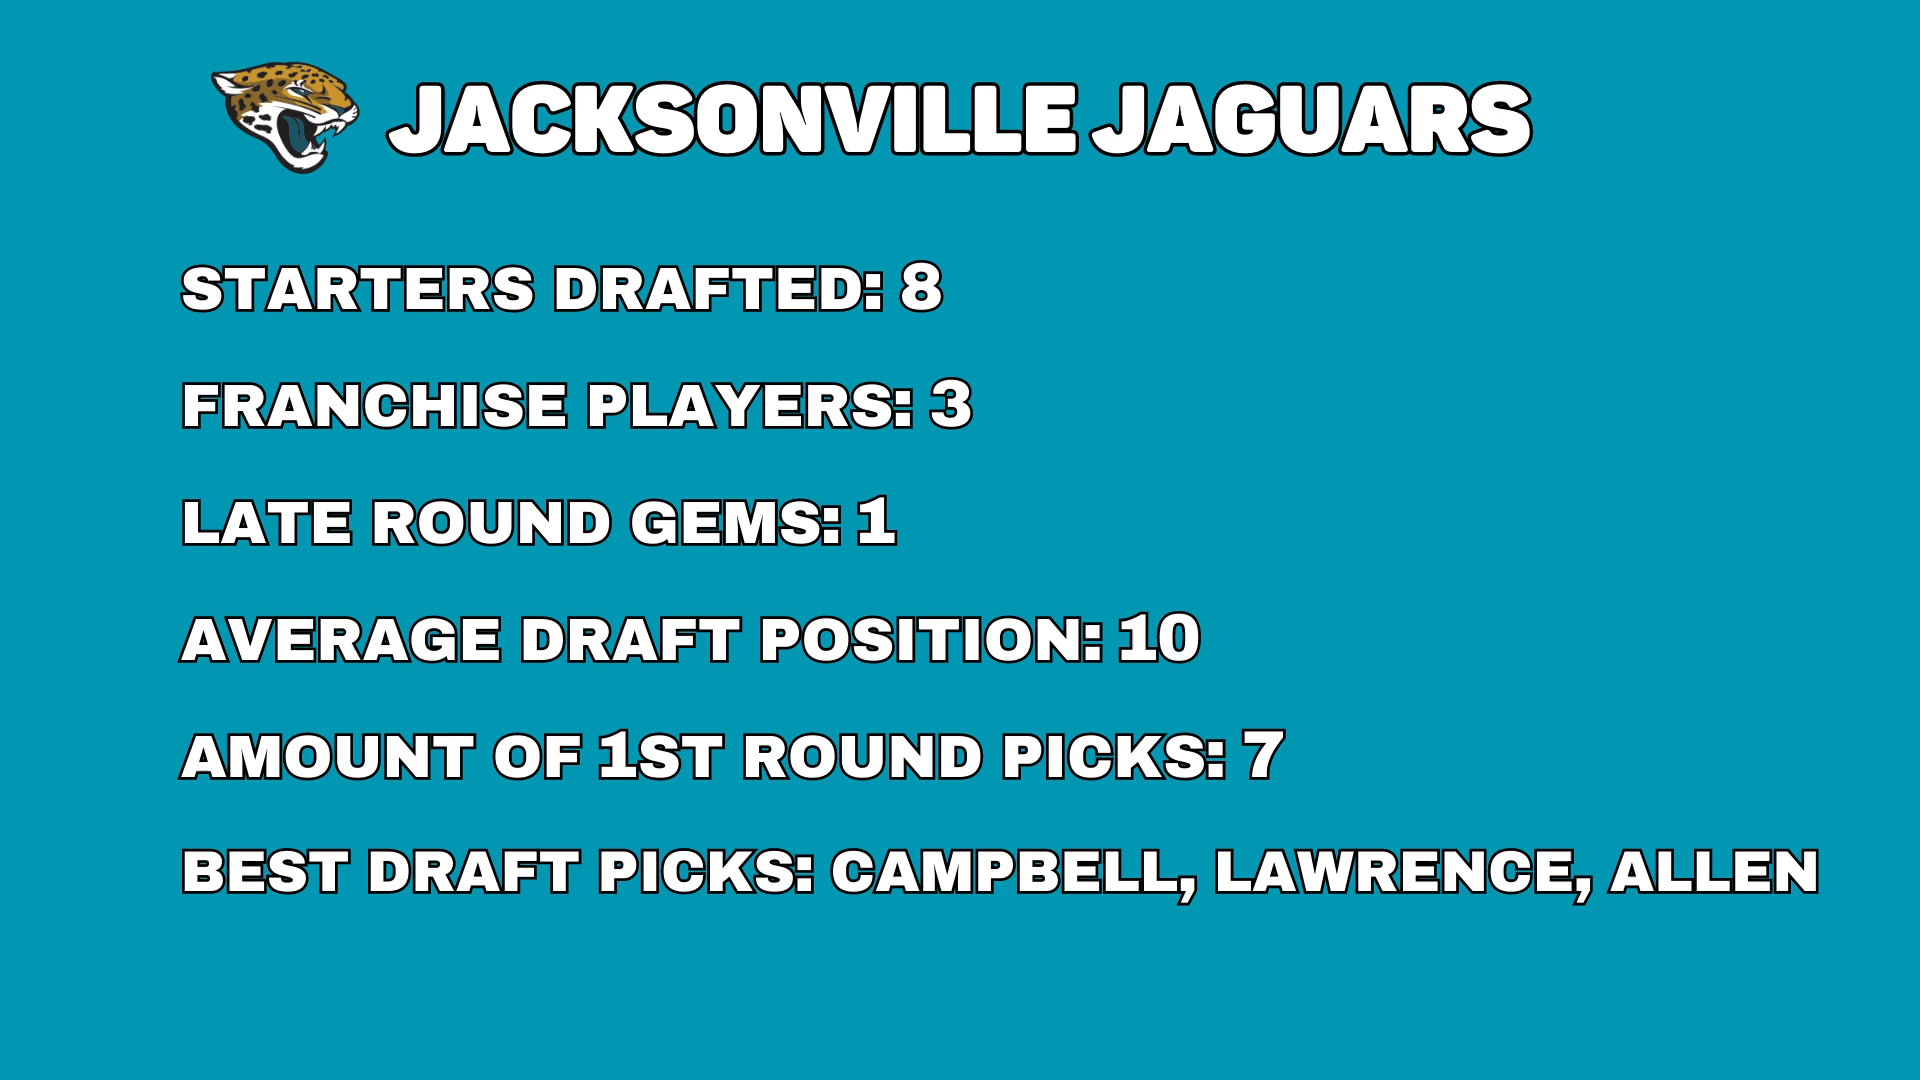 JACKSONVILLE JAGUARS
STARTERS DRAFTED: 8
FRANCHISE PLAYERS: 3
LATE ROUND GEMS: 1
AVERAGE DRAFT POSITION: 10
AMOUNT OF 1ST ROUND PICKS: 7
BEST DRAFT PICKS: CAMPBELL, LAWRENCE, ALLEN